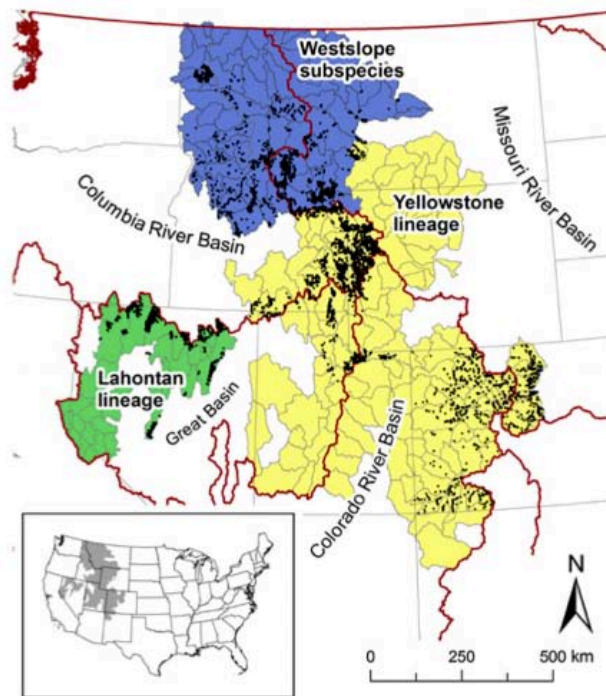 Westslope
subspecies
Missouri River Basin
Columbia River Basin
Yellowstone
lineage
Lahontan
lineage
Great Basin
Colorado River Basin
N
0 250 500 km